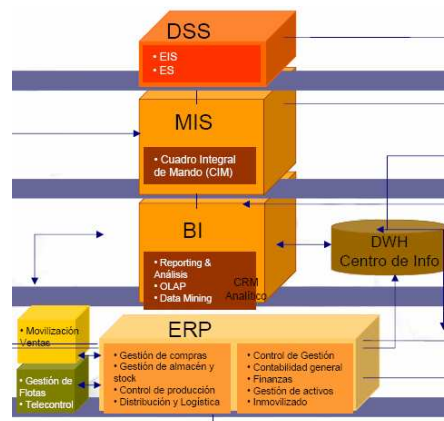 DSS
• EIS
• ES
MIS
• Cuadro Integral
de Mando (CIM)
BI
• Reporting &
Análisis
• OLAP
• Data Mining
CRM
Analítico
DWH
Centro de Info
• Movilización
Ventas
• Gestión de
Flotas
• Telecontrol
ERP
• Gestión de compras
• Gestión de almacén y
stock
• Control de producción
• Distribución y Logística
• Control de Gestión
• Contabilidad general
• Finanzas
• Gestión de activos
• Inmovilizado